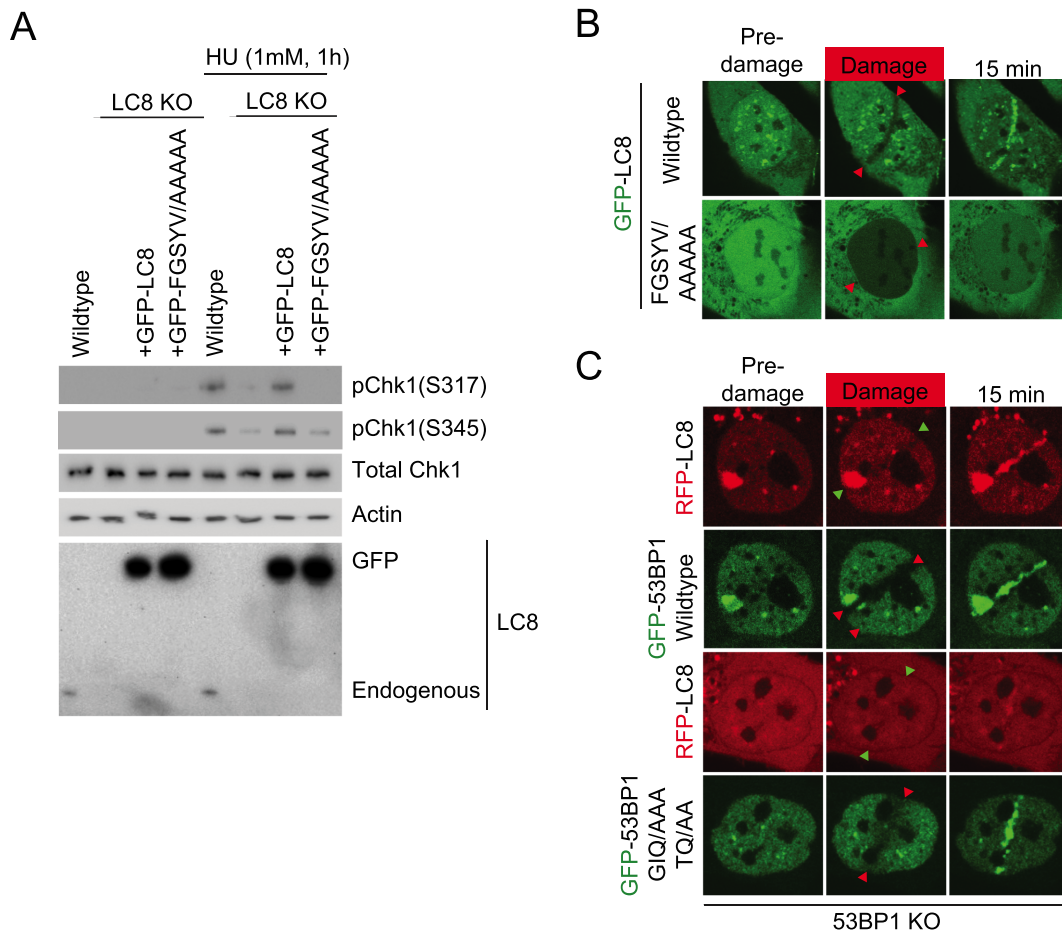 A
HU (1mM, 1h)
LC8 KO
LC8 KO
Wildtype
+GFP-LC8
+GFP-FGSYV/AAAAA
Wildtype
+GFP-LC8
+GFP-FGSYV/AAAAA
pChk1(S317)
pChk1(S345)
Total Chk1
Actin
GFP
LC8
Endogenous
B
Pre-
damage
Damage
15 min
GFP-LC8
Wildtype
FGSYV/
AAAAA
C
Pre-
damage
Damage
15 min
RFP-LC8
GFP-53BP1
Wildtype
RFP-LC8
GFP-53BP1
GIQ/AAA
TQ/AA
53BP1 KO